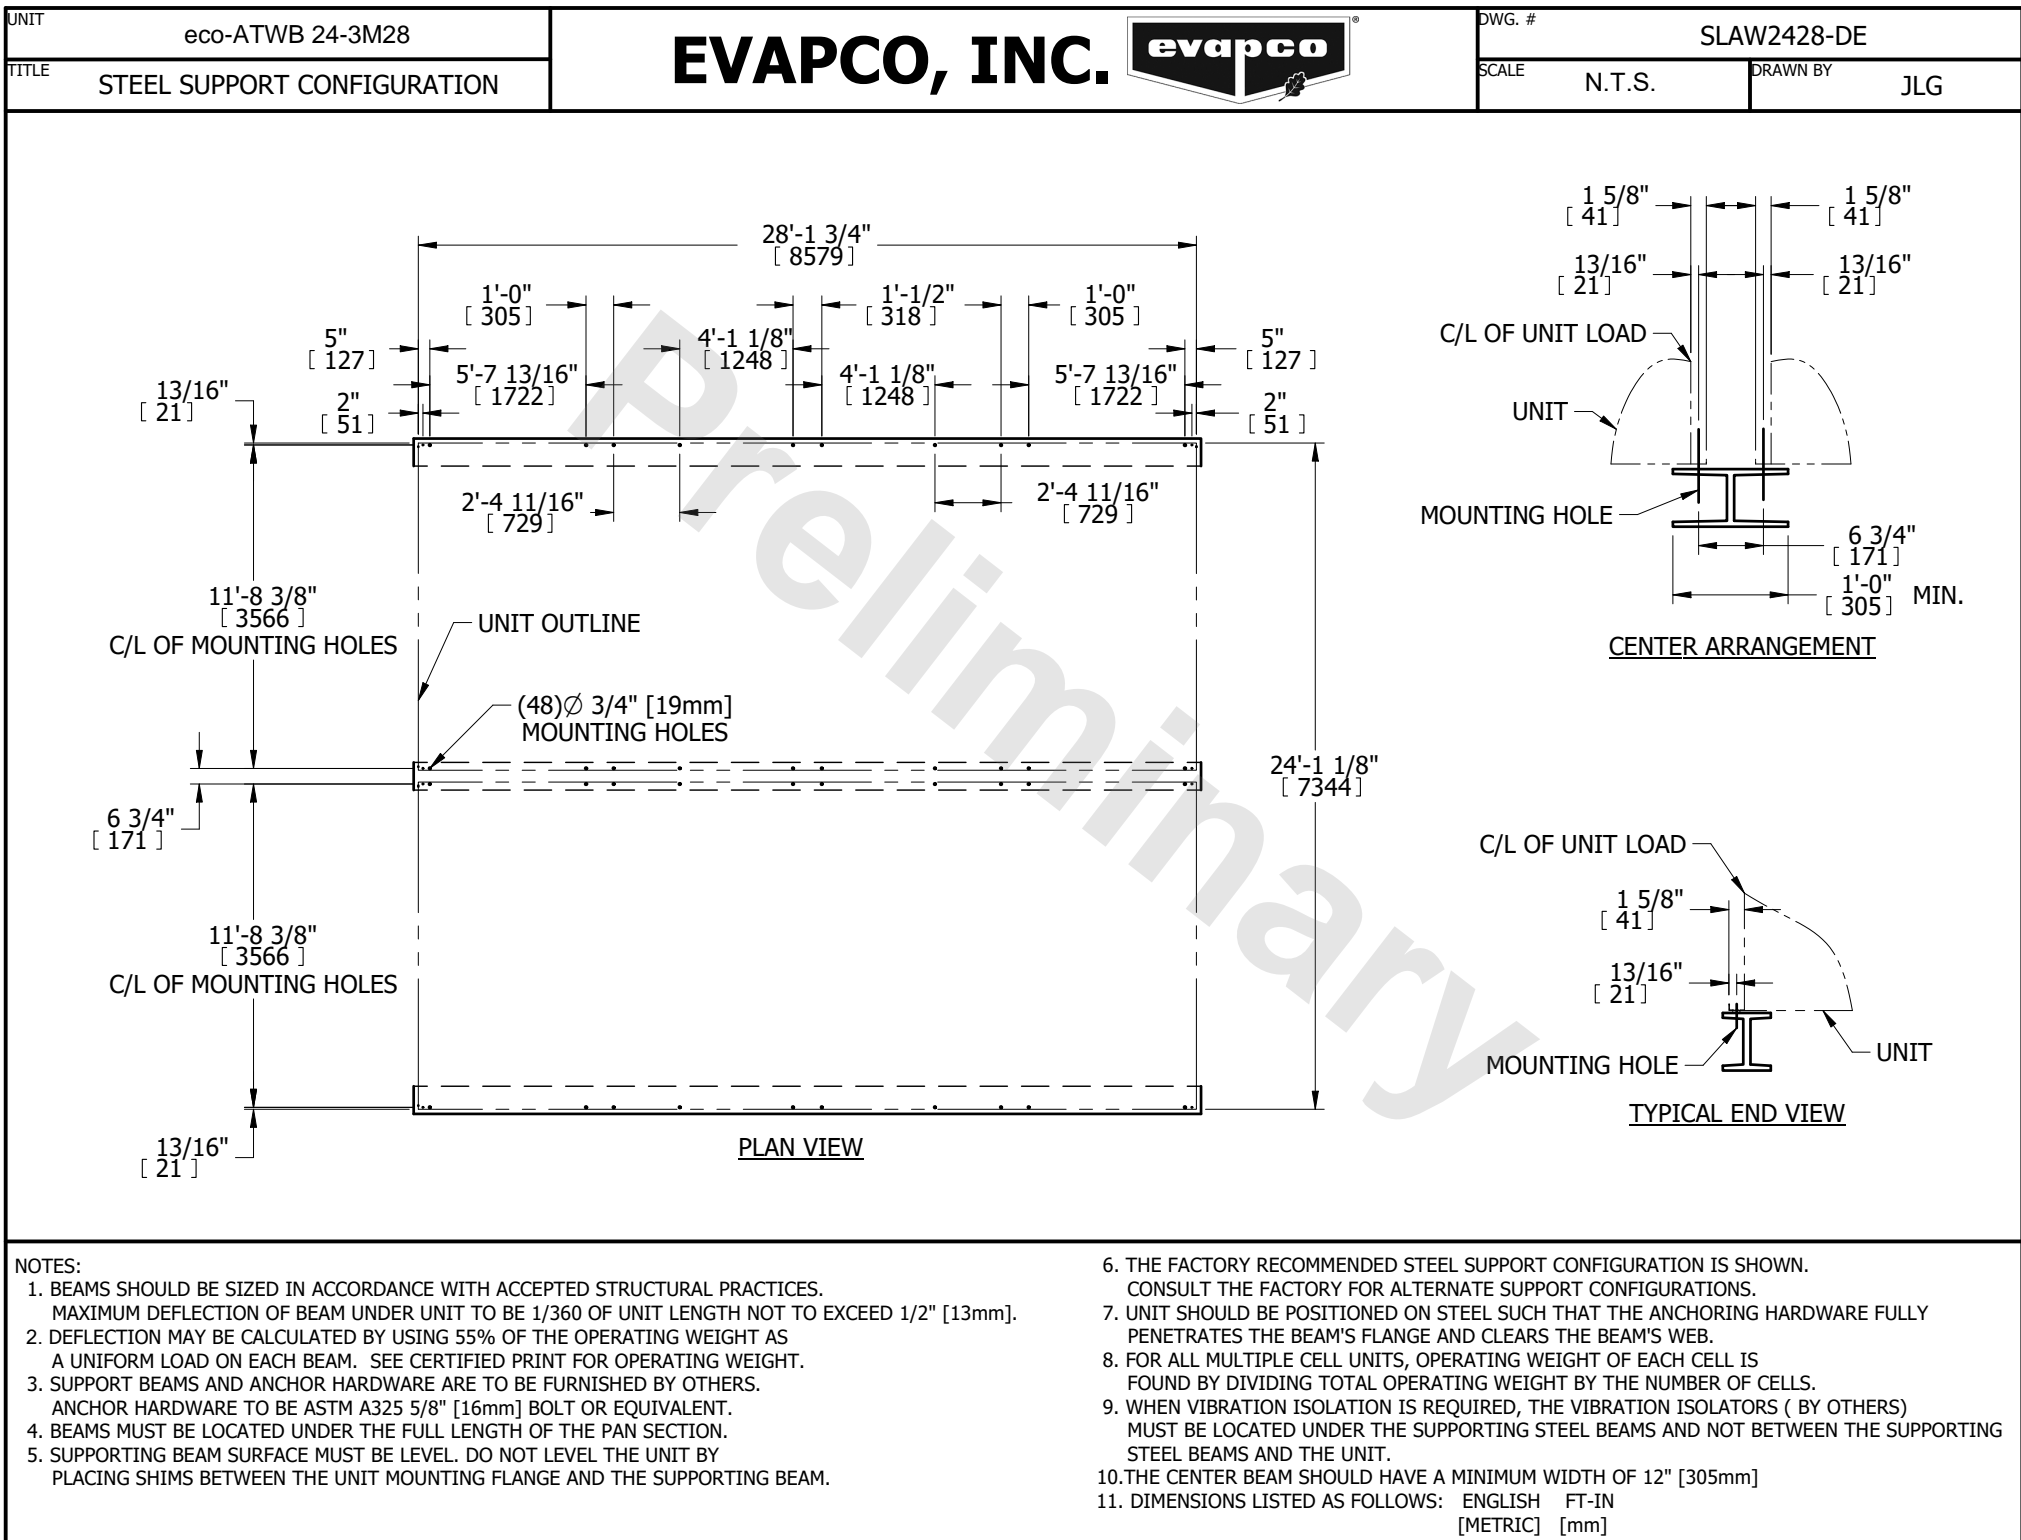 UNIT
eco-ATWB 24-3M28
TITLE
STEEL SUPPORT CONFIGURATION
EVAPCO, INC.
evapco
®
DWG. #
SLAW2428-DE
SCALE
N.T.S.
DRAWN BY
JLG
28'-1 3/4"
[ 8579 ]
1'-0"
[ 305 ]
1'-1/2"
[ 318 ]
1'-0"
[ 305 ]
5"
[ 127 ]
4'-1 1/8"
[ 1248 ]
5"
[ 127 ]
5'-7 13/16"
[ 1722 ]
4'-1 1/8"
[ 1248 ]
5'-7 13/16"
[ 1722 ]
13/16"
[ 21 ]
2"
[ 51 ]
2"
[ 51 ]
2'-4 11/16"
[ 729 ]
2'-4 11/16"
[ 729 ]
11'-8 3/8"
[ 3566 ]
C/L OF MOUNTING HOLES
UNIT OUTLINE
(48)Ø 3/4" [19mm]
MOUNTING HOLES
6 3/4"
[ 171 ]
24'-1 1/8"
[ 7344 ]
11'-8 3/8"
[ 3566 ]
C/L OF MOUNTING HOLES
13/16"
[ 21 ]
PLAN VIEW
Preliminary
1 5/8"
[ 41 ]
1 5/8"
[ 41 ]
13/16"
[ 21 ]
13/16"
[ 21 ]
C/L OF UNIT LOAD
UNIT
MOUNTING HOLE
6 3/4"
[ 171 ]
1'-0"
[ 305 ] MIN.
CENTER ARRANGEMENT
C/L OF UNIT LOAD
1 5/8"
[ 41 ]
13/16"
[ 21 ]
MOUNTING HOLE
UNIT
TYPICAL END VIEW
NOTES:
1. BEAMS SHOULD BE SIZED IN ACCORDANCE WITH ACCEPTED STRUCTURAL PRACTICES.
MAXIMUM DEFLECTION OF BEAM UNDER UNIT TO BE 1/360 OF UNIT LENGTH NOT TO EXCEED 1/2" [13mm].
2. DEFLECTION MAY BE CALCULATED BY USING 55% OF THE OPERATING WEIGHT AS
A UNIFORM LOAD ON EACH BEAM. SEE CERTIFIED PRINT FOR OPERATING WEIGHT.
3. SUPPORT BEAMS AND ANCHOR HARDWARE ARE TO BE FURNISHED BY OTHERS.
ANCHOR HARDWARE TO BE ASTM A325 5/8" [16mm] BOLT OR EQUIVALENT.
4. BEAMS MUST BE LOCATED UNDER THE FULL LENGTH OF THE PAN SECTION.
5. SUPPORTING BEAM SURFACE MUST BE LEVEL. DO NOT LEVEL THE UNIT BY
PLACING SHIMS BETWEEN THE UNIT MOUNTING FLANGE AND THE SUPPORTING BEAM.
6. THE FACTORY RECOMMENDED STEEL SUPPORT CONFIGURATION IS SHOWN.
CONSULT THE FACTORY FOR ALTERNATE SUPPORT CONFIGURATIONS.
7. UNIT SHOULD BE POSITIONED ON STEEL SUCH THAT THE ANCHORING HARDWARE FULLY
PENETRATES THE BEAM'S FLANGE AND CLEARS THE BEAM'S WEB.
8. FOR ALL MULTIPLE CELL UNITS, OPERATING WEIGHT OF EACH CELL IS
FOUND BY DIVIDING TOTAL OPERATING WEIGHT BY THE NUMBER OF CELLS.
9. WHEN VIBRATION ISOLATION IS REQUIRED, THE VIBRATION ISOLATORS ( BY OTHERS)
MUST BE LOCATED UNDER THE SUPPORTING STEEL BEAMS AND NOT BETWEEN THE SUPPORTING
STEEL BEAMS AND THE UNIT.
10.THE CENTER BEAM SHOULD HAVE A MINIMUM WIDTH OF 12" [305mm]
11. DIMENSIONS LISTED AS FOLLOWS: ENGLISH FT-IN
[METRIC] [mm]